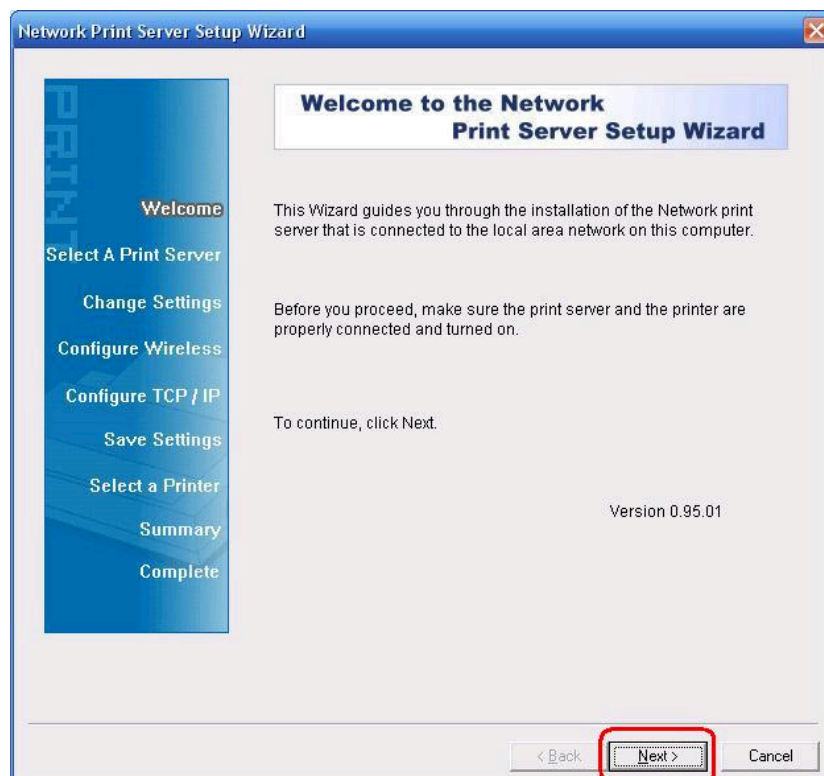 Network Print Server Setup Wizard
PRINT
Welcome
Select A Print Server
Change Settings
Configure Wireless
Configure TCP / IP
Save Settings
Select a Printer
Summary
Complete
Welcome to the Network
Print Server Setup Wizard
This Wizard guides you through the installation of the Network print
server that is connected to the local area network on this computer.
Before you proceed, make sure the print server and the printer are
properly connected and turned on.
To continue, click Next.
Version 0.95.01
< Back
Next >
Cancel